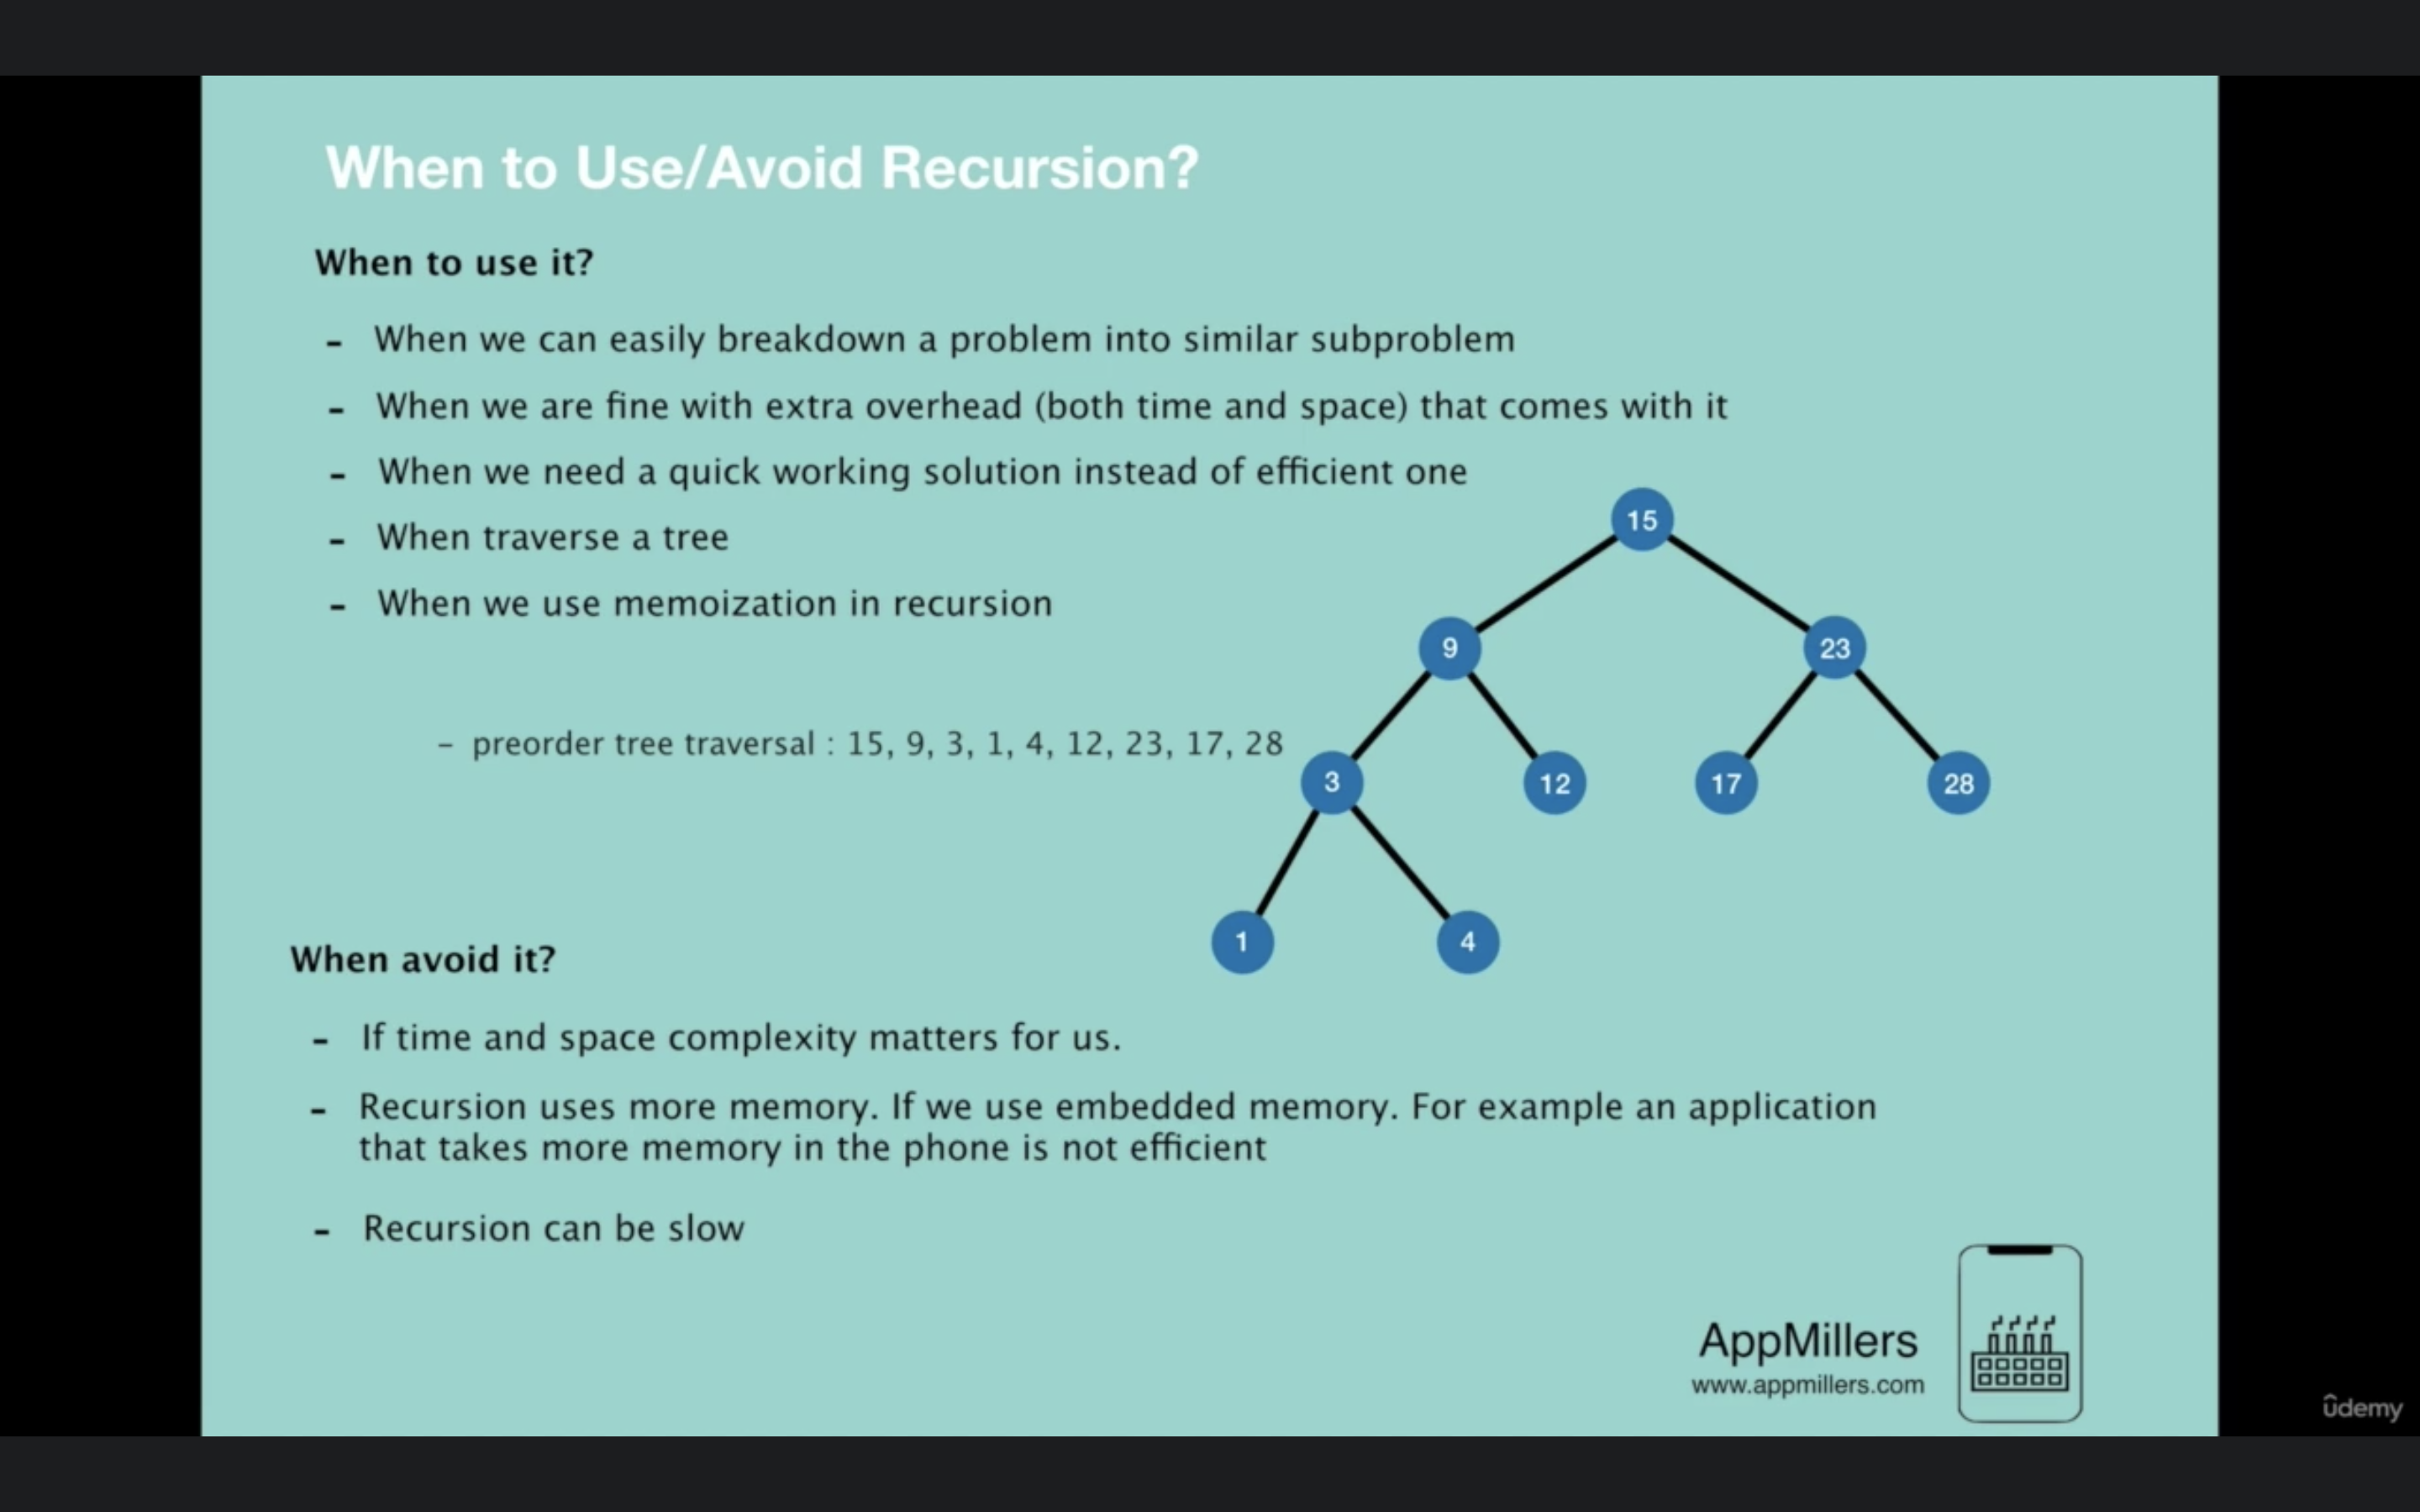 When to Use/Avoid Recursion?
When to use it?
- When we can easily breakdown a problem into similar subproblem
- When we are fine with extra overhead (both time and space) that comes with it
- When we need a quick working solution instead of efficient one
- When traverse a tree
- When we use memoization in recursion
- preorder tree traversal : 15, 9, 3, 1, 4, 12, 23, 17, 28
15
9
23
3
12
17
28
1
4
When avoid it?
- If time and space complexity matters for us.
- Recursion uses more memory. If we use embedded memory. For example an application
that takes more memory in the phone is not efficient
- Recursion can be slow
AppMillers
www.appmillers.com
ûdemy